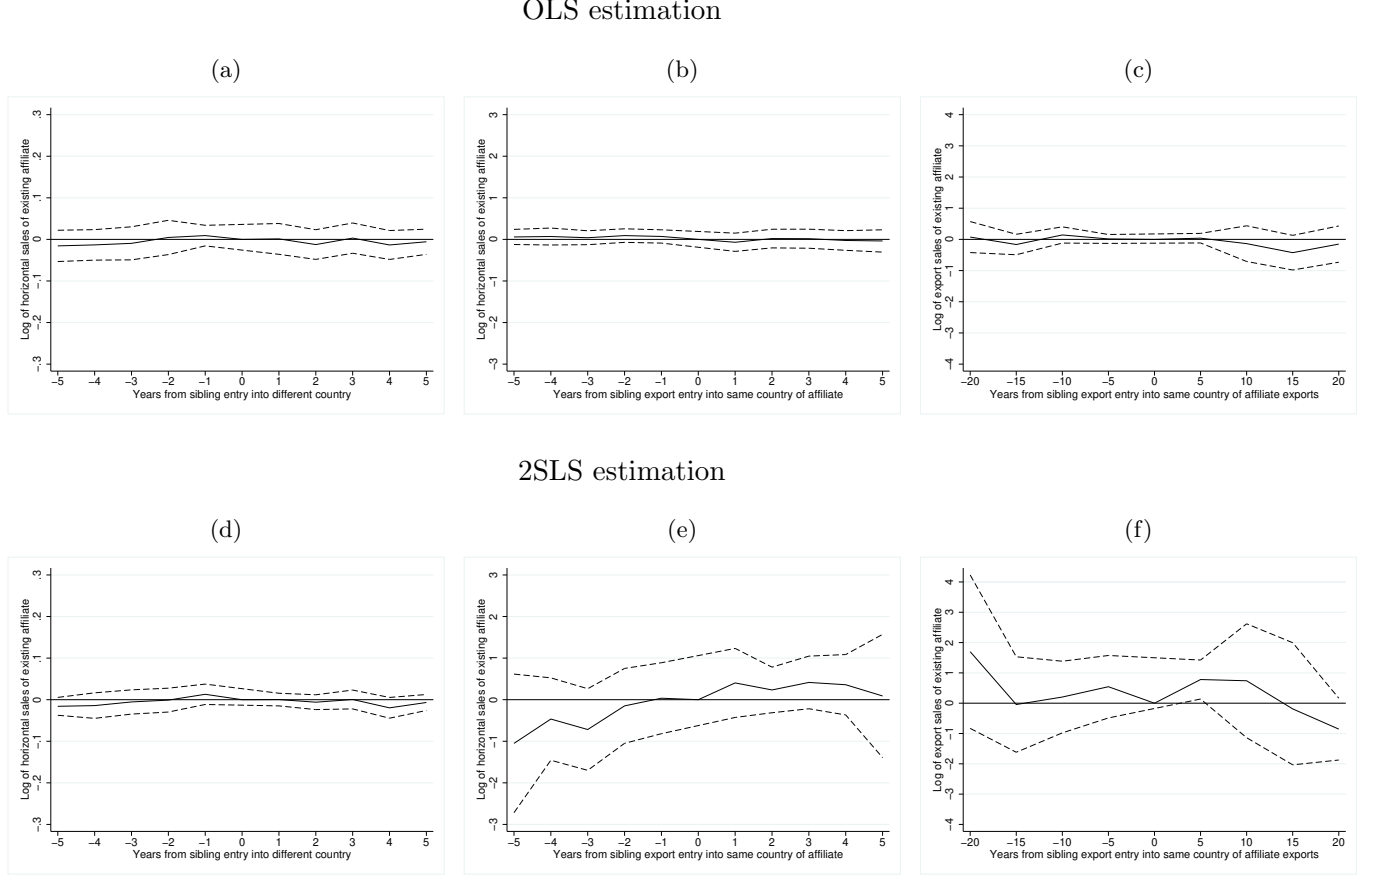 OLS estimation
(a)
(b)
(c)
Log of horizontal sales of existing affiliate
.3
.2
.1
0
−.1
−.2
−.3
−5 −4 −3 −2 −1 0 1 2 3 4 5
Years from sibling entry into different country
Log of horizontal sales of existing affiliate
3
2
1
0
−1
−2
−3
−5 −4 −3 −2 −1 0 1 2 3 4 5
Years from sibling export entry into same country of affiliate
Log of export sales of existing affiliate
4
3
2
1
0
−1
−2
−3
−4
−20 −15 −10 −5 0 5 10 15 20
Years from sibling export entry into same country of affiliate exports
2SLS estimation
(d)
(e)
(f)
Log of horizontal sales of existing affiliate
.3
.2
.1
0
−.1
−.2
−.3
−5 −4 −3 −2 −1 0 1 2 3 4 5
Years from sibling entry into different country
Log of horizontal sales of existing affiliate
3
2
1
0
−1
−2
−3
−5 −4 −3 −2 −1 0 1 2 3 4 5
Years from sibling export entry into same country of affiliate
Log of export sales of existing affiliate
4
3
2
1
0
−1
−2
−3
−4
−20 −15 −10 −5 0 5 10 15 20
Years from sibling export entry into same country of affiliate exports